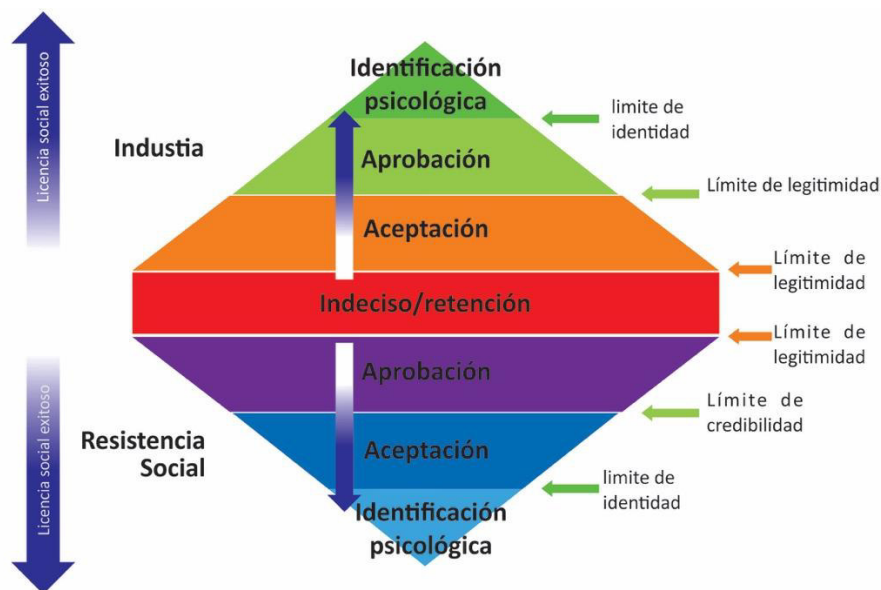 Licencia social exitoso
Industia
Identificación
psicológica
Aprobación
Aceptación
Indeciso/retención
limite de
identidad
Límite de legitimidad
Límite de
legitimidad
Límite de
legitimidad
Licencia social exitoso
Resistencia
Social
Aprobación
Aceptación
Identificación
psicológica
Límite de
credibilidad
limite de
identidad